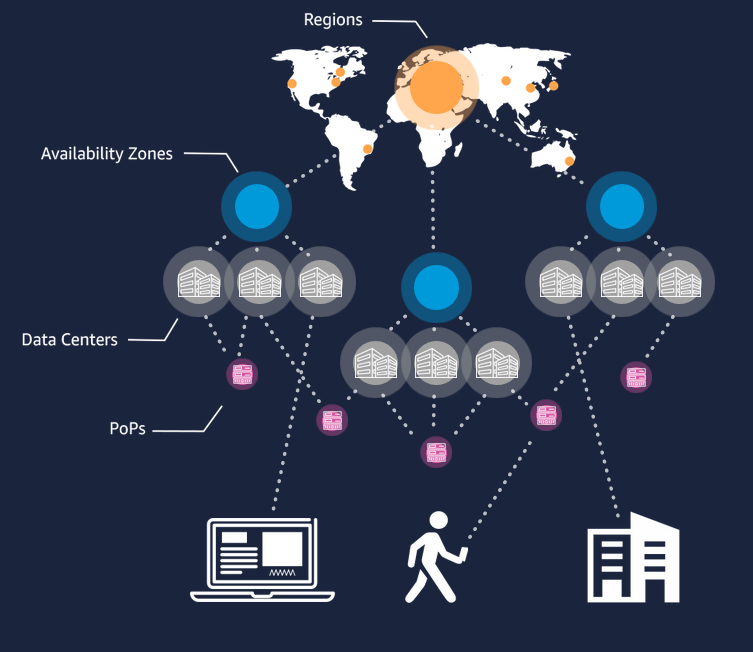 Regions
Availability Zones
Data Centers
PoPs